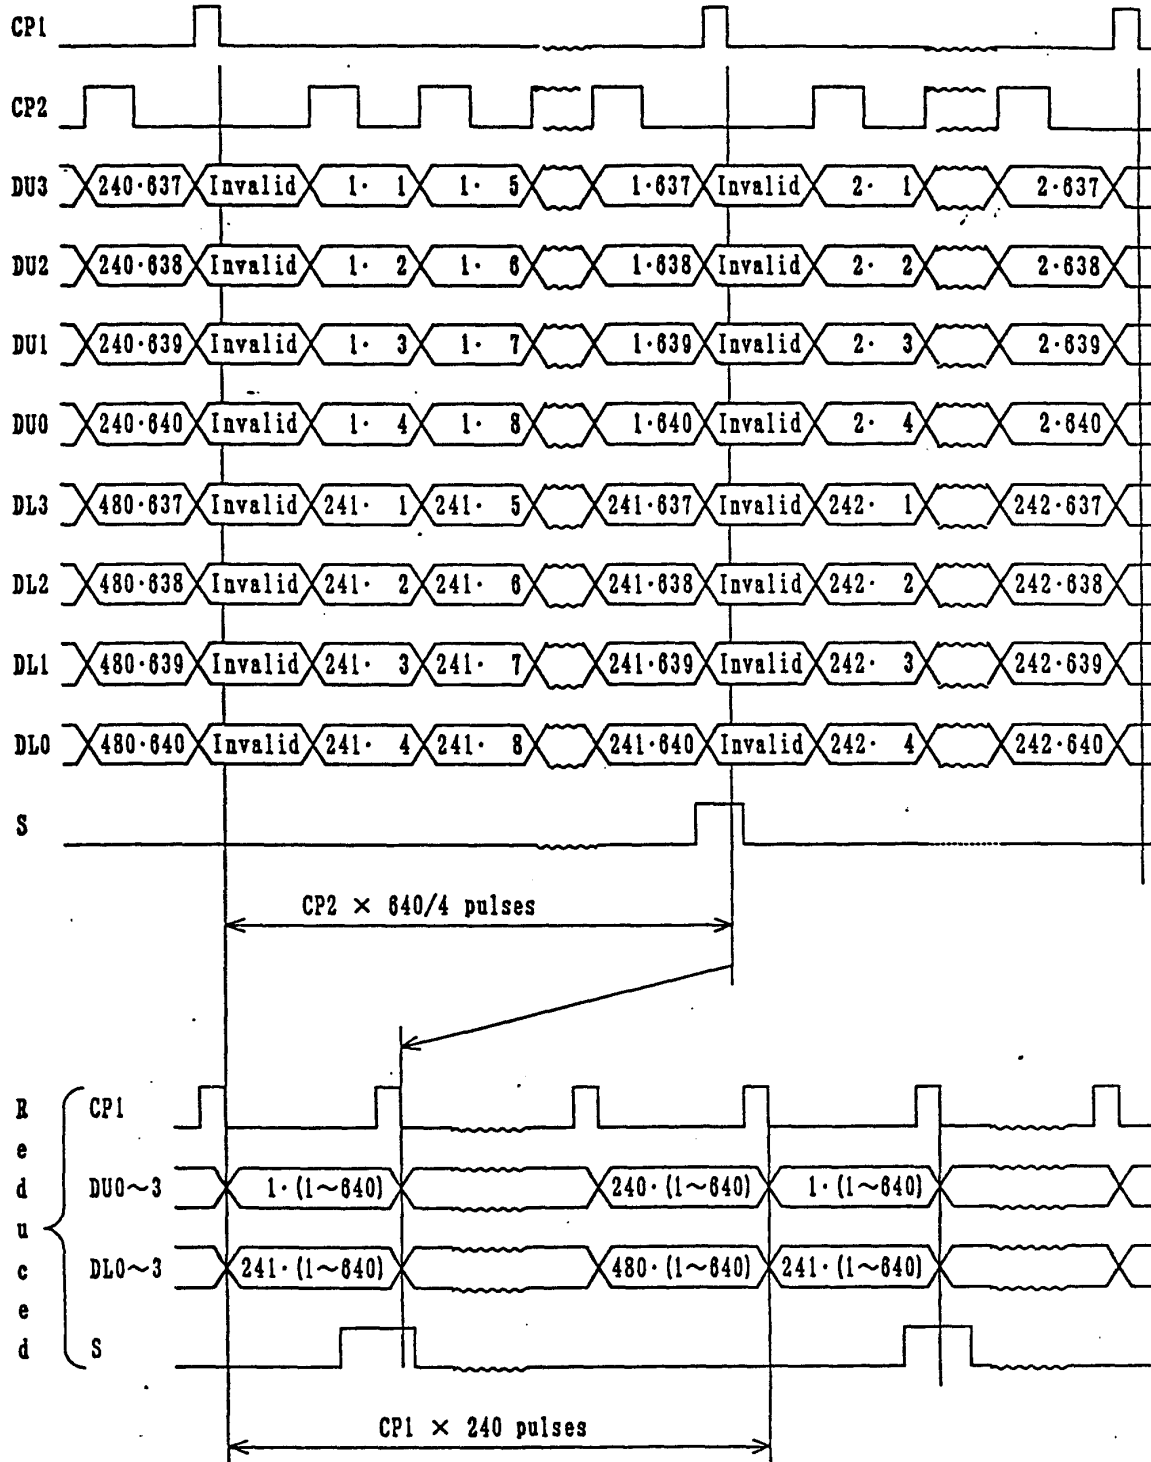 CP1
CP2
DU3 240·637 Invalid 1· 1 1· 5 1·637 Invalid 2· 1 2·637
DU2 240·638 Invalid 1· 2 1· 6 1·638 Invalid 2· 2 2·638
DU1 240·639 Invalid 1· 3 1· 7 1·639 Invalid 2· 3 2·639
DU0 240·640 Invalid 1· 4 1· 8 1·640 Invalid 2· 4 2·640
DL3 480·637 Invalid 241· 1 241· 5 241·637 Invalid 242· 1 242·637
DL2 480·638 Invalid 241· 2 241· 6 241·638 Invalid 242· 2 242·638
DL1 480·639 Invalid 241· 3 241· 7 241·639 Invalid 242· 3 242·639
DL0 480·640 Invalid 241· 4 241· 8 241·640 Invalid 242· 4 242·640
S
CP2 × 640/4 pulses
Reduced
CP1
DU0~3 1·(1~640) 240·(1~640) 1·(1~640)
DL0~3 241·(1~640) 480·(1~640) 241·(1~640)
S
CP1 × 240 pulses